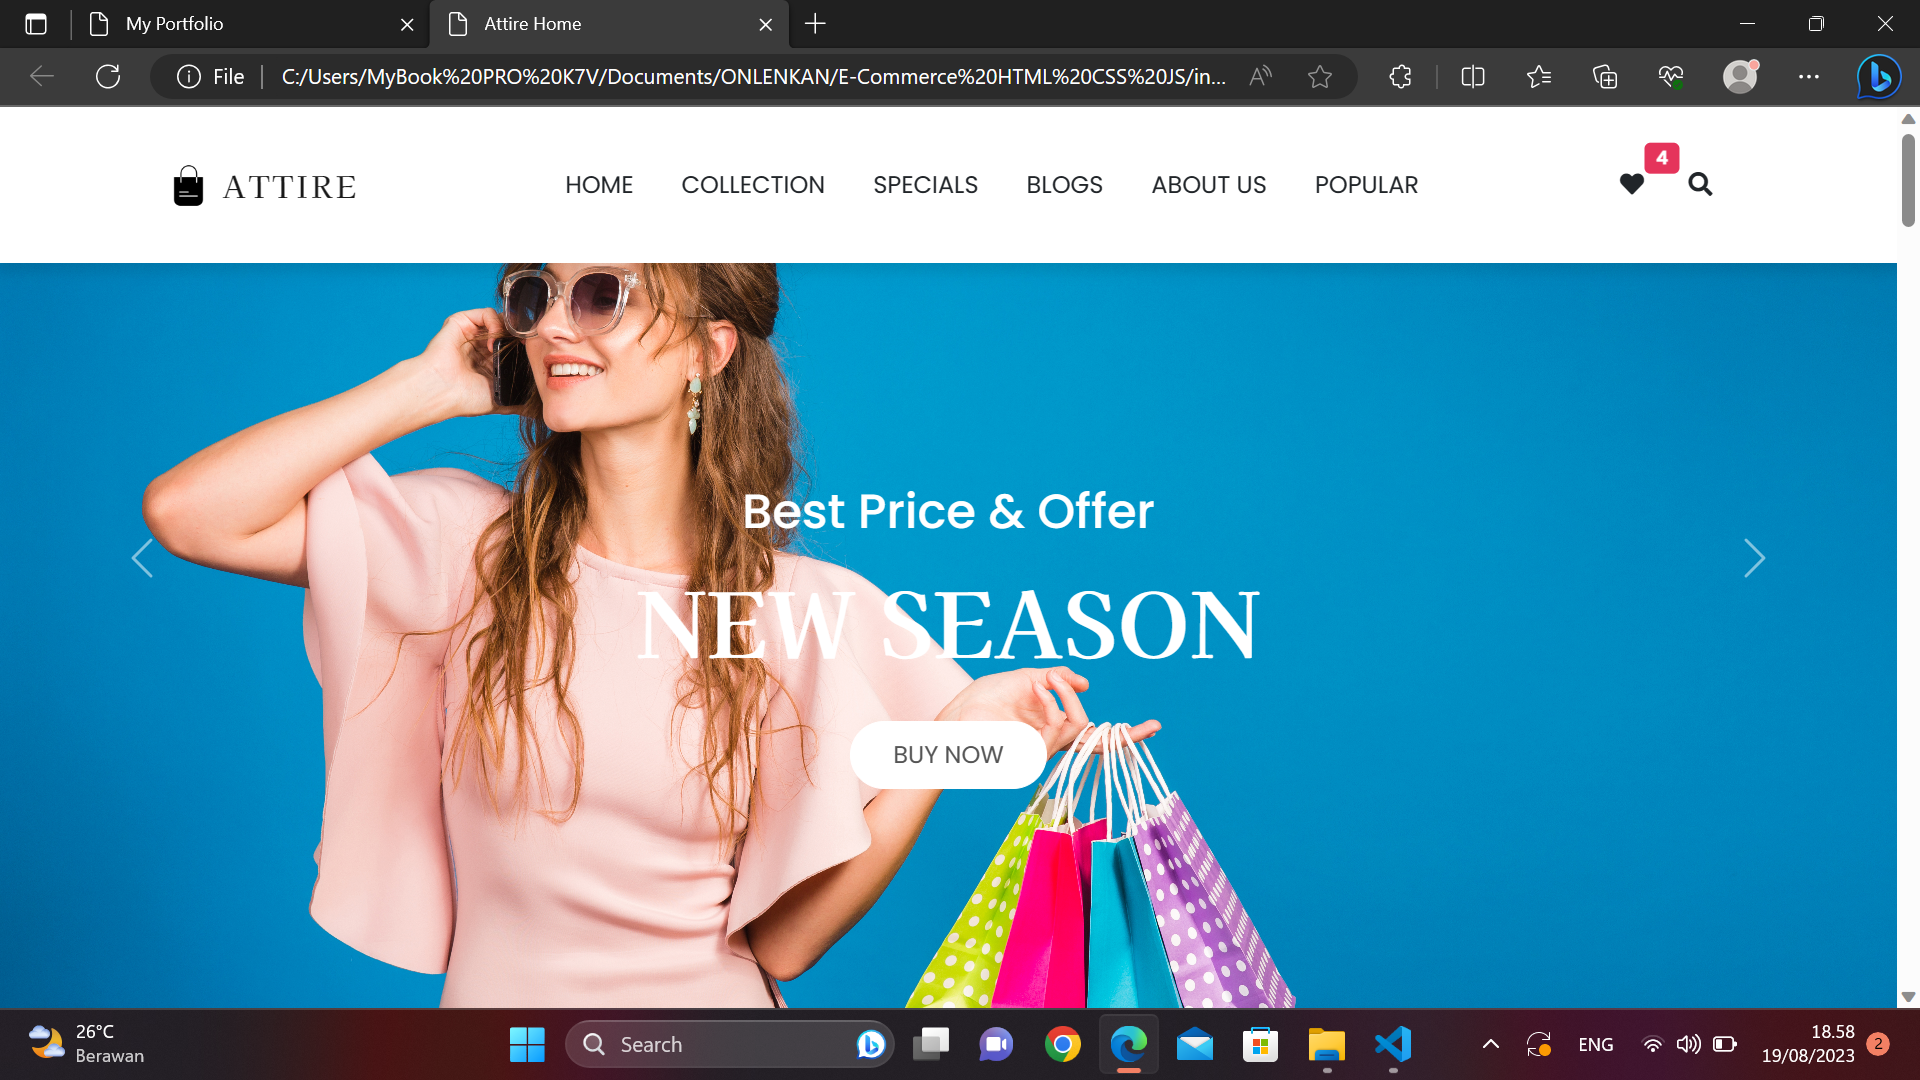 My Portfolio
Attire Home
File
C:/Users/MyBook%20PRO%20K7V/Documents/ONLENKAN/E-Commerce%20HTML%20CSS%20JS/in...
4
ATTIRE
HOME COLLECTION SPECIALS BLOGS ABOUT US POPULAR
Best Price & Offer
NEW SEASON
BUY NOW
26°C
Berawan
Search
ENG
18.58
19/08/2023
2